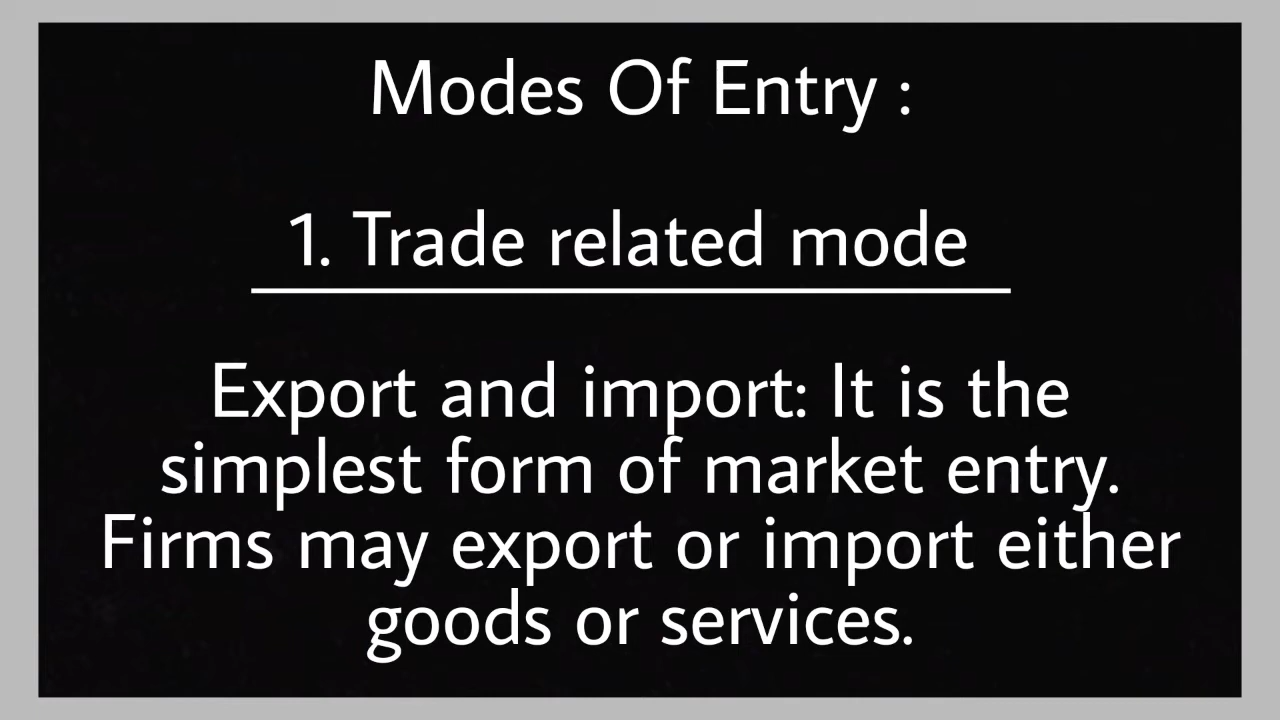 Modes Of Entry :
1. Trade related mode
Export and import: It is the
simplest form of market entry.
Firms may export or import either
goods or services.